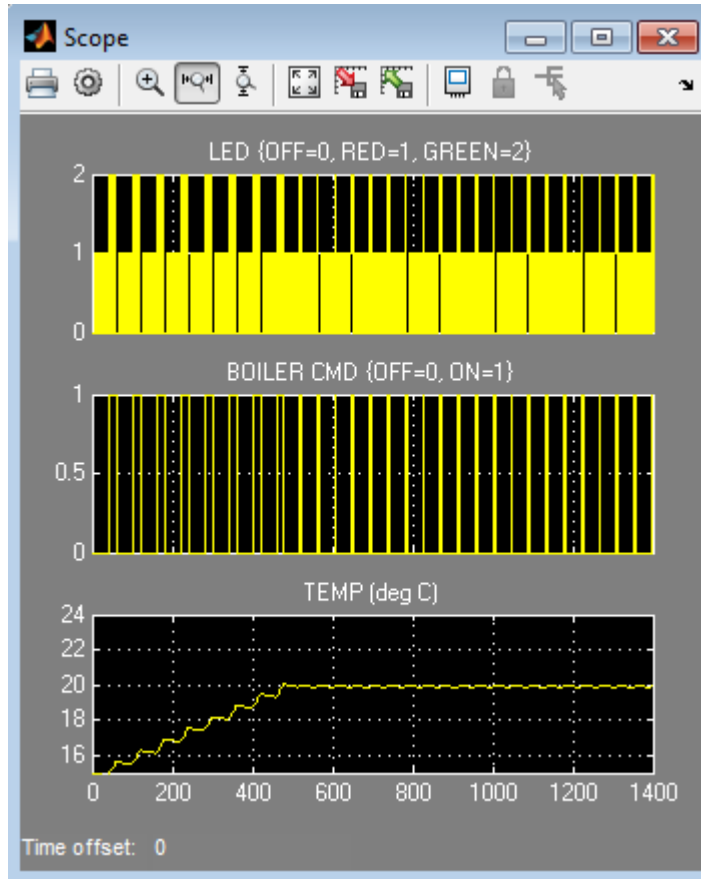 Scope
LED {OFF=0, RED=1, GREEN=2}
2
1
0
BOILER CMD {OFF=0, ON=1}
1
0.5
0
TEMP (deg C)
24
22
20
18
16
0 200 400 600 800 1000 1200 1400
Time offset: 0